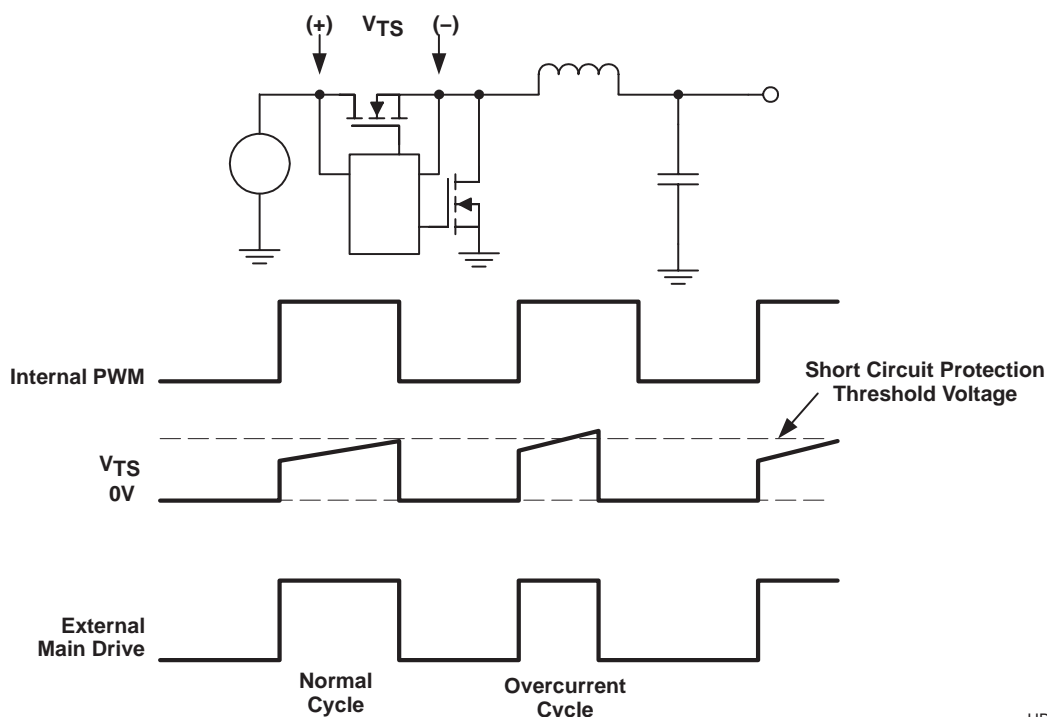 (+) VTS (–)
Internal PWM
Short Circuit Protection
Threshold Voltage
VTS
0V
External
Main Drive
Normal
Cycle
Overcurrent
Cycle